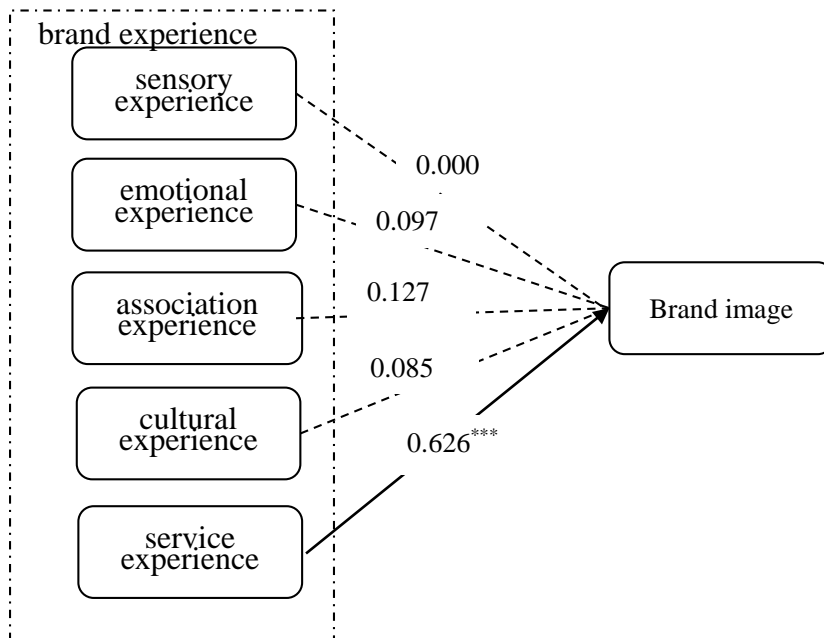 brand experience
sensory
experience
0.000
emotional
experience
0.097
association
experience
0.127
Brand image
0.085
cultural
experience
0.626***
service
experience